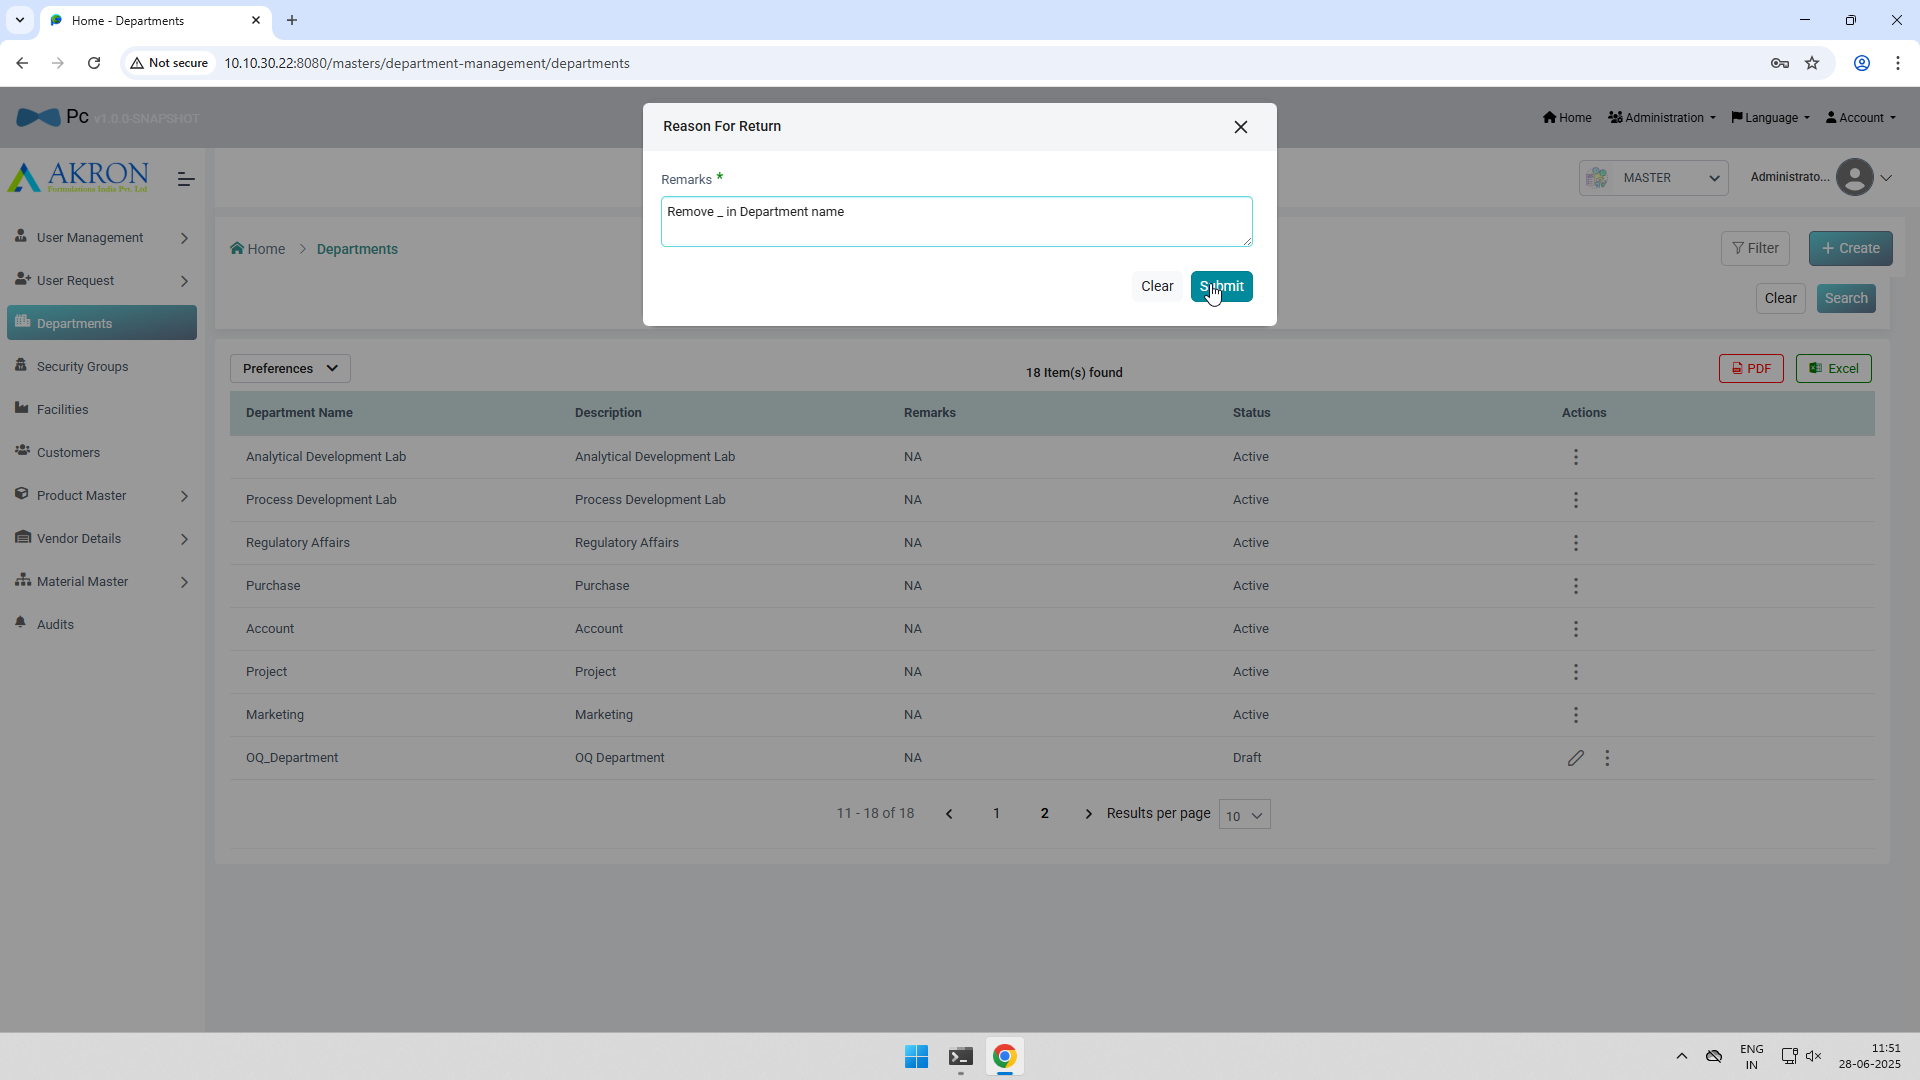 Home - Departments
Not secure
10.10.30.22:8080/masters/department-management/departments
Pc v1.0.0-SNAPSHOT
Home
Administration
Language
Account
Reason For Return
Remarks *
Remove _ in Department name
Clear
Submit
AKRON
Formulations India Pvt. Ltd
MASTER
Administrato...
User Management
User Request
Departments
Security Groups
Facilities
Customers
Product Master
Vendor Details
Material Master
Audits
Home > Departments
Filter
+ Create
Clear
Search
Preferences
18 Item(s) found
PDF
Excel
Department Name Description Remarks Status Actions
Analytical Development Lab Analytical Development Lab NA Active
Process Development Lab Process Development Lab NA Active
Regulatory Affairs Regulatory Affairs NA Active
Purchase Purchase NA Active
Account Account NA Active
Project Project NA Active
Marketing Marketing NA Active
OQ_Department OQ Department NA Draft
11 - 18 of 18 1 2 Results per page 10
ENG
IN
11:51
28-06-2025